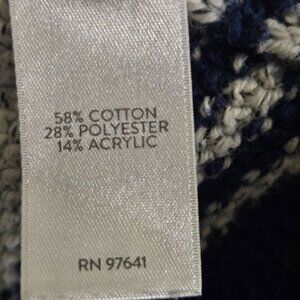 58% COTTON
28% POLYESTER
14% ACRYLIC
RN 97641